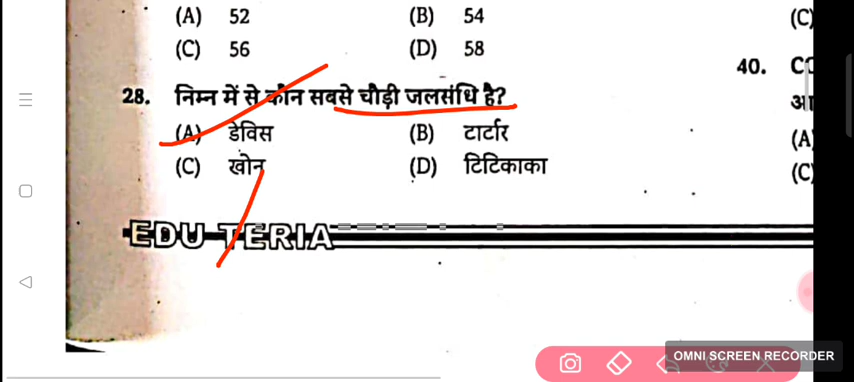 (A) 52 (B) 54 (C)
(C) 56 (D) 58
40.
28. निम्न में से कौन सबसे चौड़ी जलसंधि है?
(A) डेविस (B) टार्टार (A)
(C) खोन (D) टिटिकाका (C)
EDU TERIA
OMNI SCREEN RECORDER